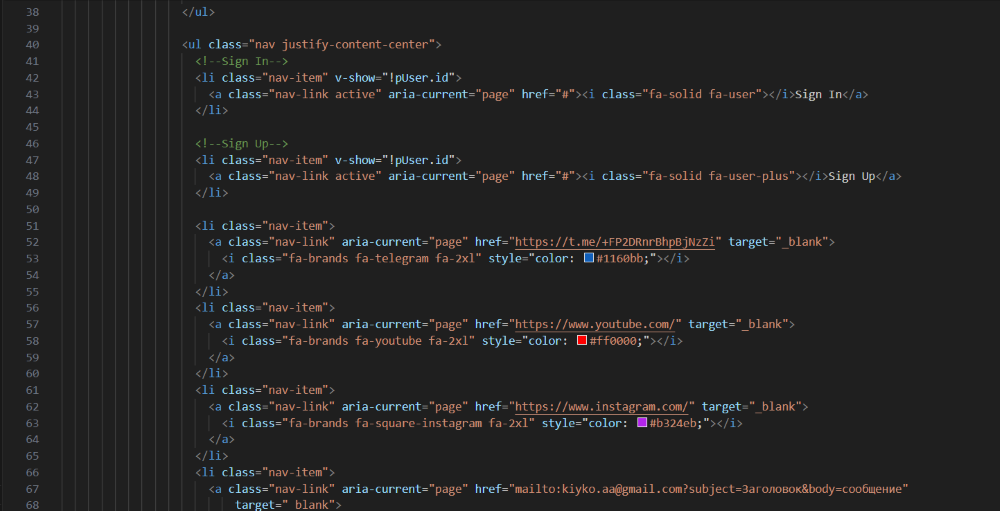 38 </ul>
39
40 <ul class="nav justify-content-center">
41 <!--Sign In-->
42 <li class="nav-item" v-show="!pUser.id">
43 <a class="nav-link active" aria-current="page" href="#"><i class="fa-solid fa-user"></i>Sign In</a>
44 </li>
45
46 <!--Sign Up-->
47 <li class="nav-item" v-show="!pUser.id">
48 <a class="nav-link active" aria-current="page" href="#"><i class="fa-solid fa-user-plus"></i>Sign Up</a>
49 </li>
50
51 <li class="nav-item">
52 <a class="nav-link" aria-current="page" href="https://t.me/+FP2DRnrBhpBjNzZi" target="_blank">
53 <i class="fa-brands fa-telegram fa-2xl" style="color: #1160bb;"></i>
54 </a>
55 </li>
56 <li class="nav-item">
57 <a class="nav-link" aria-current="page" href="https://www.youtube.com/" target="_blank">
58 <i class="fa-brands fa-youtube fa-2xl" style="color: #ff0000;"></i>
59 </a>
60 </li>
61 <li class="nav-item">
62 <a class="nav-link" aria-current="page" href="https://www.instagram.com/" target="_blank">
63 <i class="fa-brands fa-square-instagram fa-2xl" style="color: #b324eb;"></i>
64 </a>
65 </li>
66 <li class="nav-item">
67 <a class="nav-link" aria-current="page" href="mailto:kiyko.aa@gmail.com?subject=Заголовок&body=сообщение"
68 target="_blank">